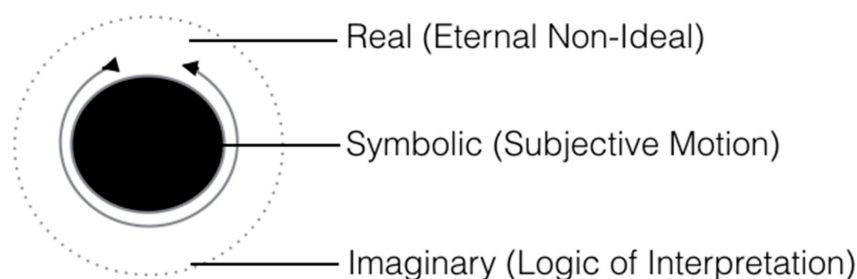 Real (Eternal Non-Ideal)
Symbolic (Subjective Motion)
Imaginary (Logic of Interpretation)